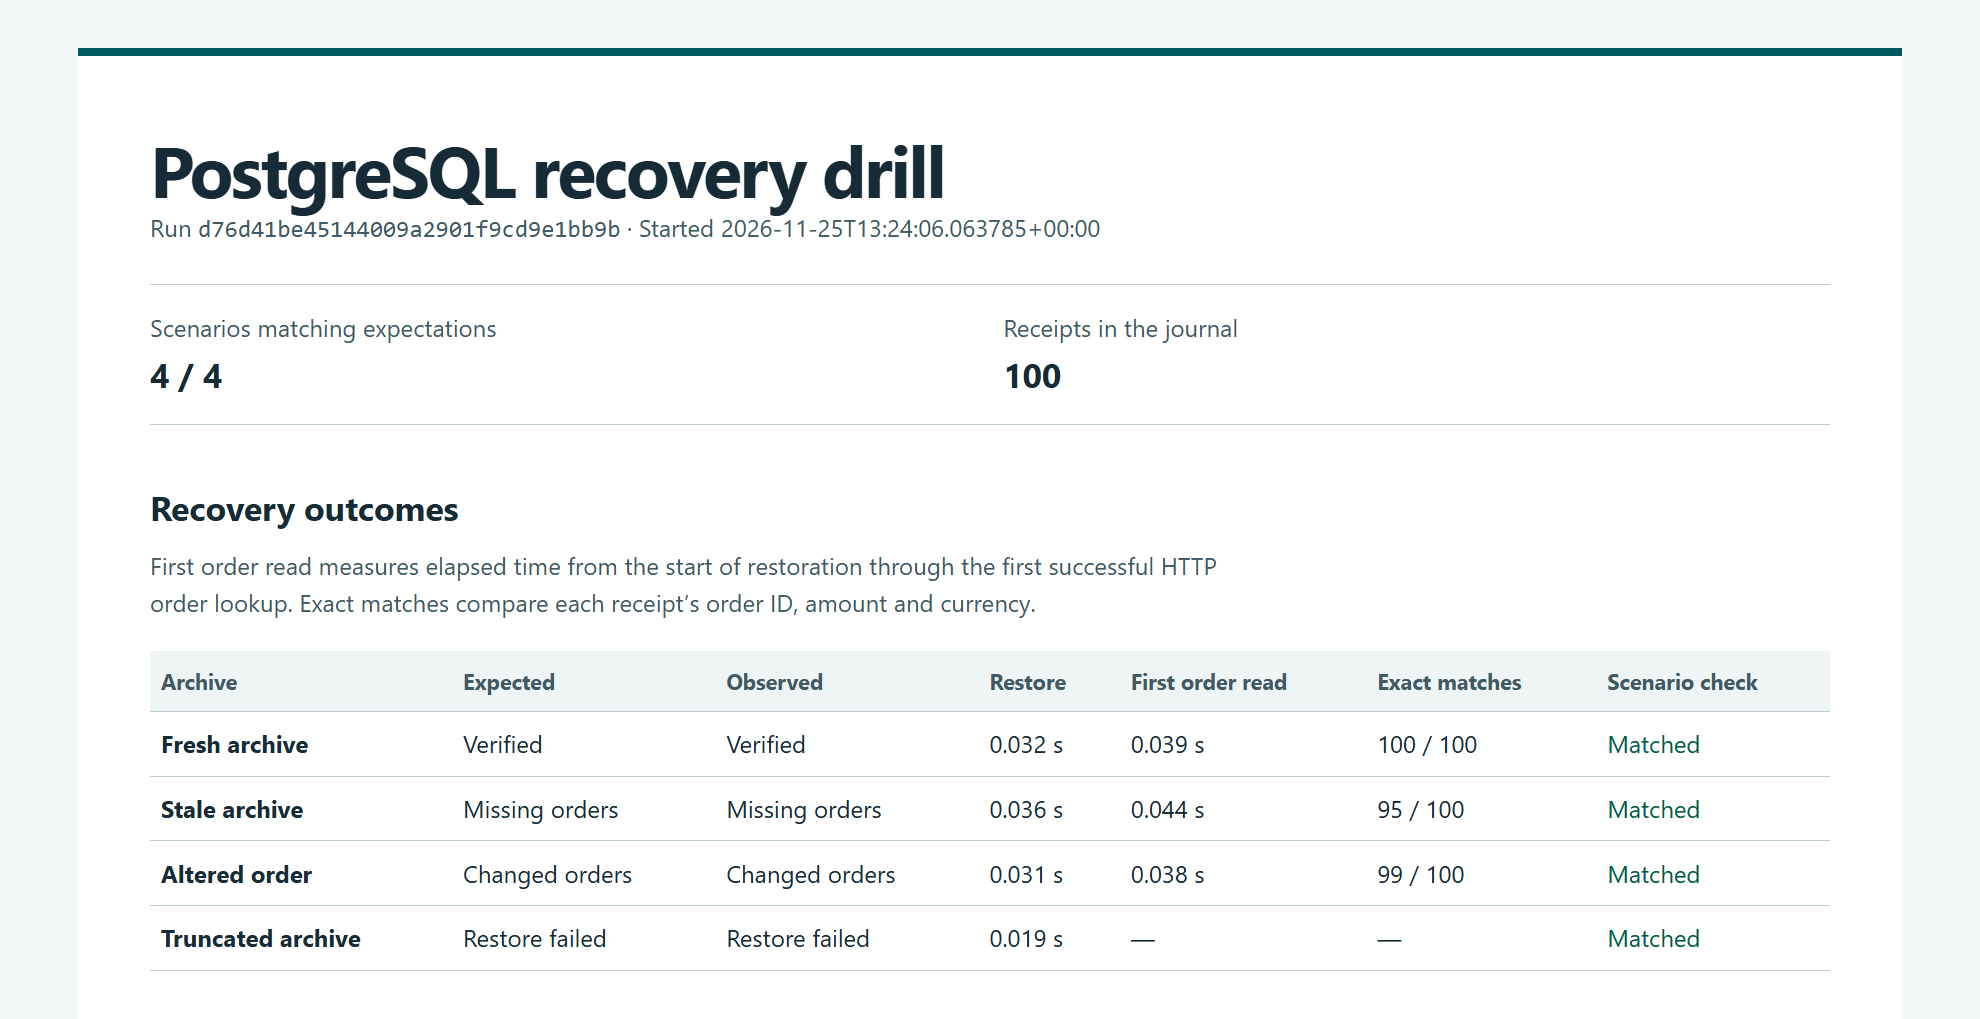 PostgreSQL recovery drill
Run d76d41be45144009a2901f9cd9e1bb9b · Started 2026-11-25T13:24:06.063785+00:00
Scenarios matching expectations
4 / 4
Receipts in the journal
100
Recovery outcomes
First order read measures elapsed time from the start of restoration through the first successful HTTP
order lookup. Exact matches compare each receipt’s order ID, amount and currency.
Archive Expected Observed Restore First order read Exact matches Scenario check
Fresh archive Verified Verified 0.032 s 0.039 s 100 / 100 Matched
Stale archive Missing orders Missing orders 0.036 s 0.044 s 95 / 100 Matched
Altered order Changed orders Changed orders 0.031 s 0.038 s 99 / 100 Matched
Truncated archive Restore failed Restore failed 0.019 s — — Matched